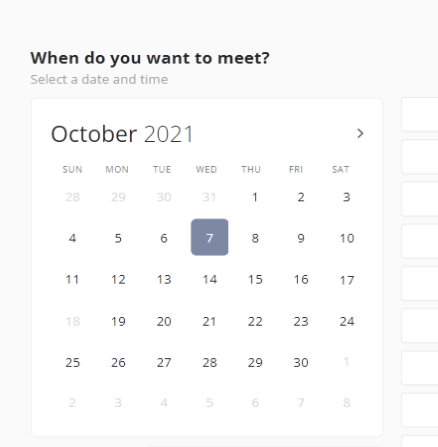 When do you want to meet?
Select a date and time
October 2021
SUN MON TUE WED THU FRI SAT
28 29 30 31 1 2 3
4 5 6 7 8 9 10
11 12 13 14 15 16 17
18 19 20 21 22 23 24
25 26 27 28 29 30 1
2 3 4 5 6 7 8